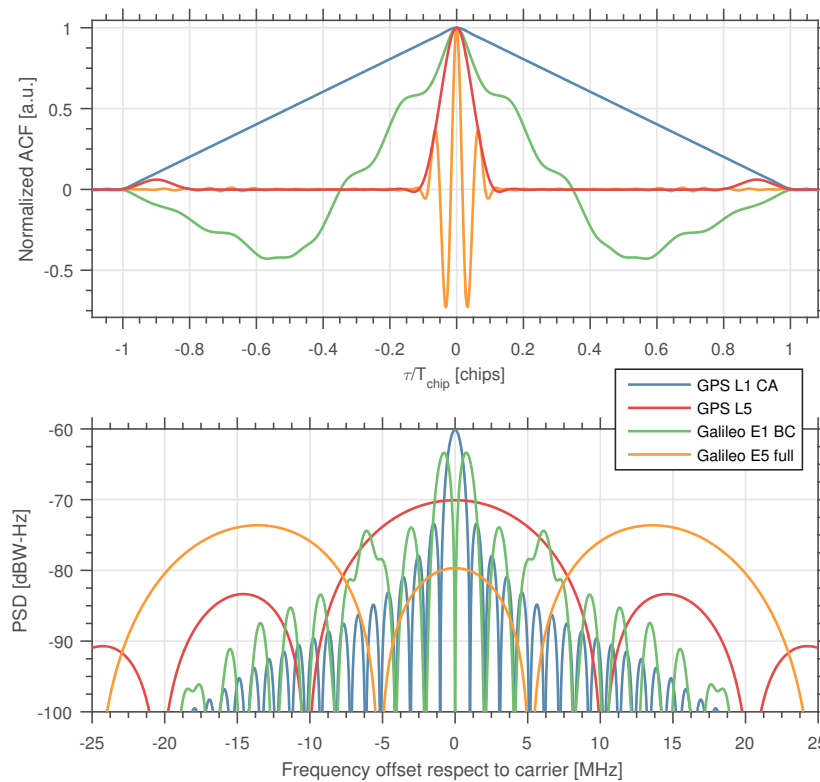 Normalized ACF [a.u.]
1
0.5
0
-0.5
-1 -0.8 -0.6 -0.4 -0.2 0 0.2 0.4 0.6 0.8 1
τ/T_chip [chips]
GPS L1 CA
GPS L5
Galileo E1 BC
Galileo E5 full
PSD [dBW-Hz]
-60
-70
-80
-90
-100
-25 -20 -15 -10 -5 0 5 10 15 20 25
Frequency offset respect to carrier [MHz]